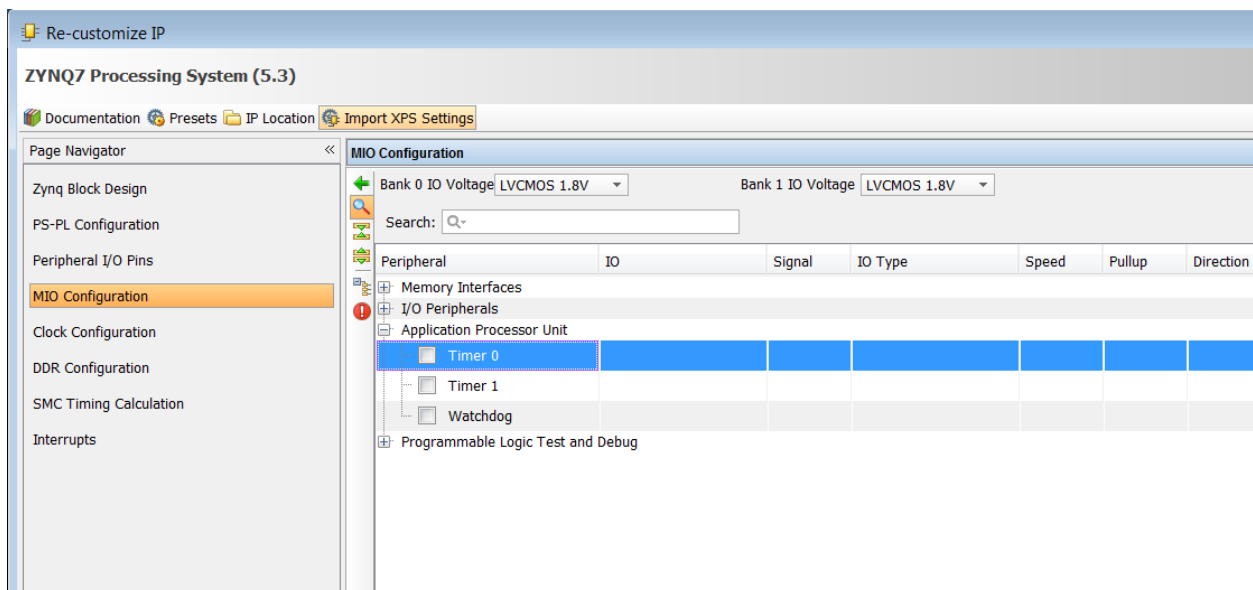 Re-customize IP
ZYNQ7 Processing System (5.3)
Documentation Presets IP Location Import XPS Settings
Page Navigator «
Zynq Block Design
PS-PL Configuration
Peripheral I/O Pins
MIO Configuration
Clock Configuration
DDR Configuration
SMC Timing Calculation
Interrupts
MIO Configuration
Bank 0 IO Voltage LVCMOS 1.8V Bank 1 IO Voltage LVCMOS 1.8V
Search:
Peripheral IO Signal IO Type Speed Pullup Direction
Memory Interfaces
I/O Peripherals
Application Processor Unit
Timer 0
Timer 1
Watchdog
Programmable Logic Test and Debug